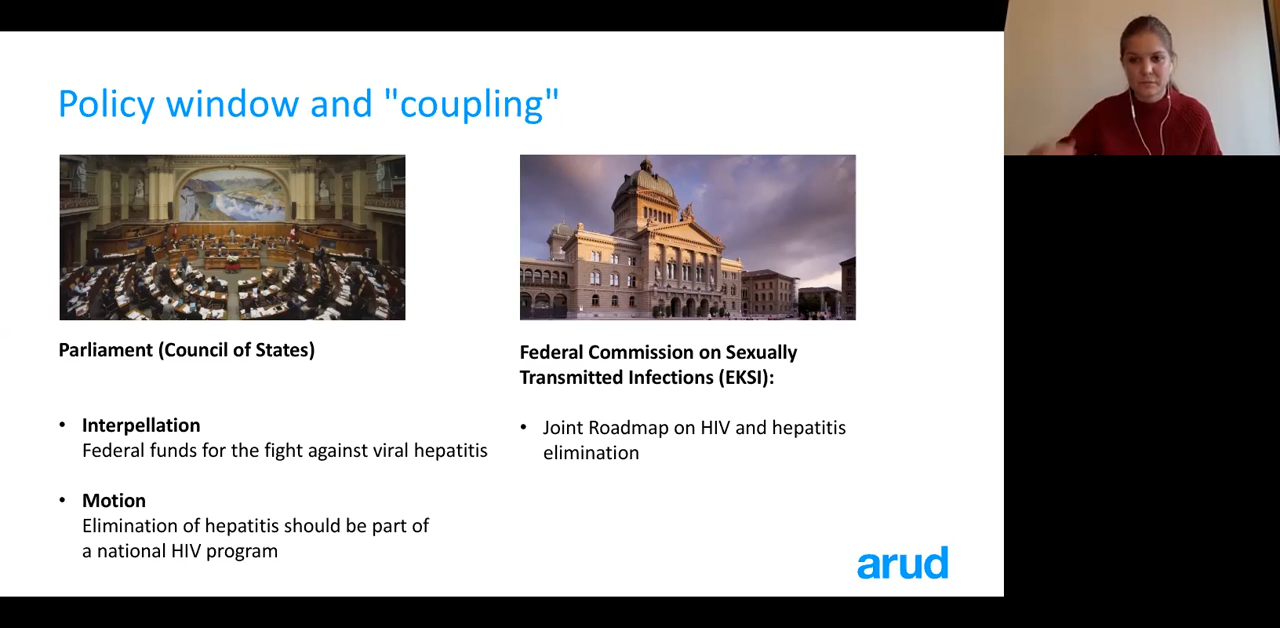 Policy window and "coupling"
Parliament (Council of States)
• Interpellation
Federal funds for the fight against viral hepatitis
• Motion
Elimination of hepatitis should be part of
a national HIV program
Federal Commission on Sexually
Transmitted Infections (EKSI):
• Joint Roadmap on HIV and hepatitis
elimination
arud